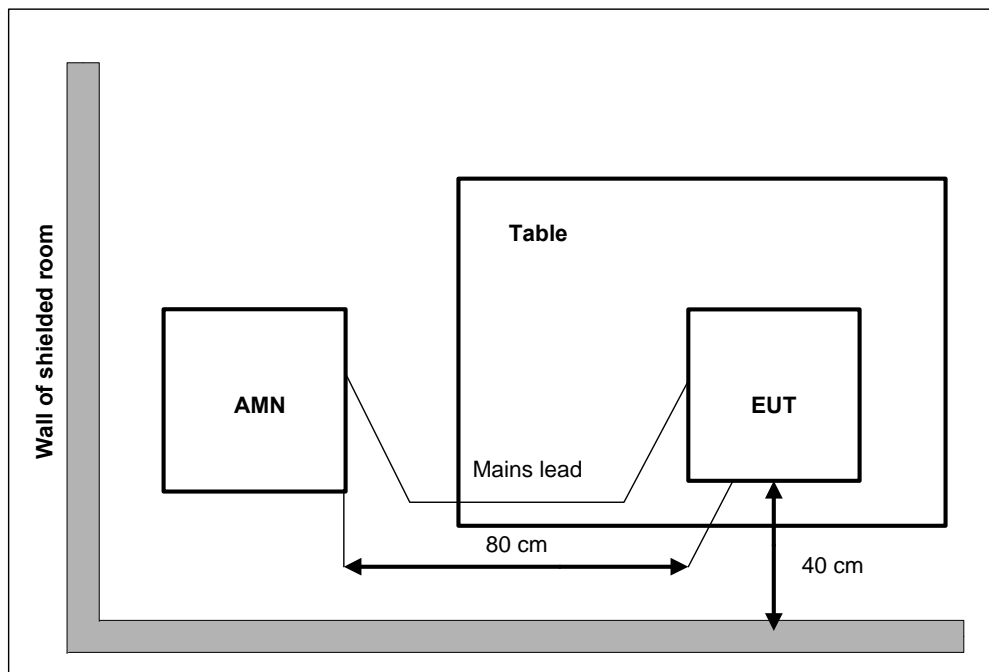 Wall of shielded room
Table
AMN
EUT
Mains lead
80 cm
40 cm